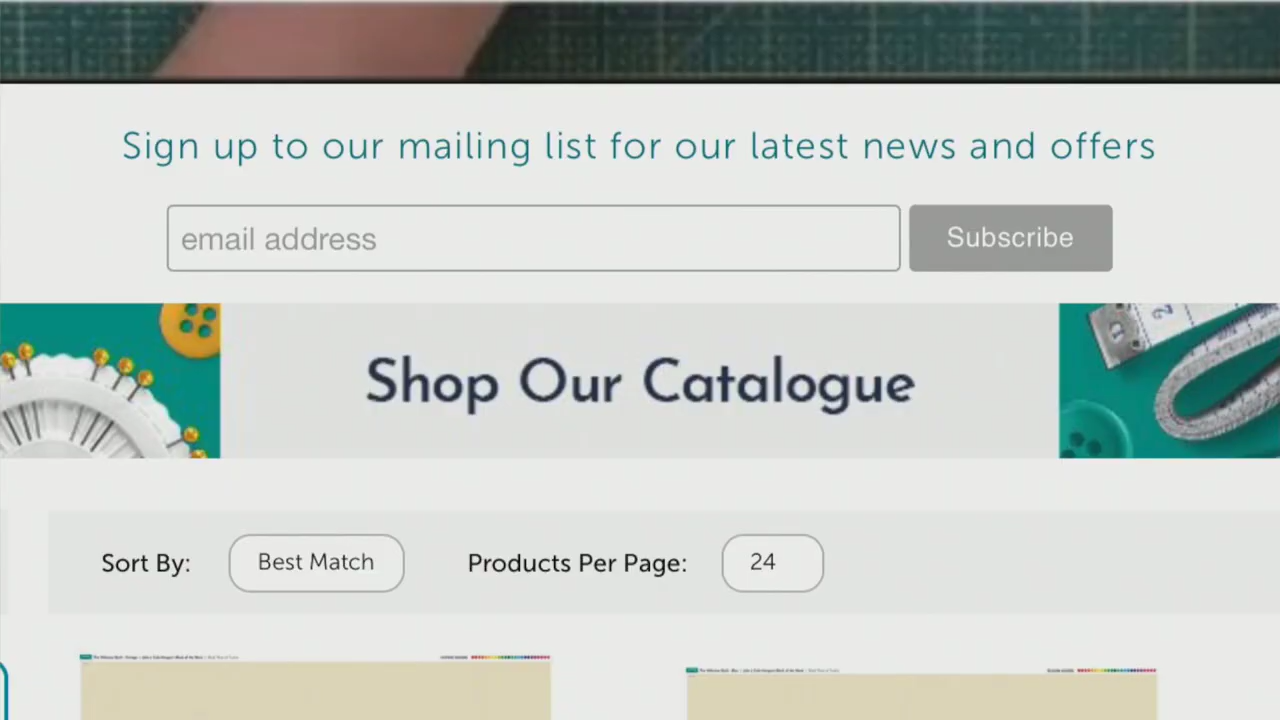 Sign up to our mailing list for our latest news and offers
email address
Subscribe
Shop Our Catalogue
Sort By:
Best Match
Products Per Page:
24